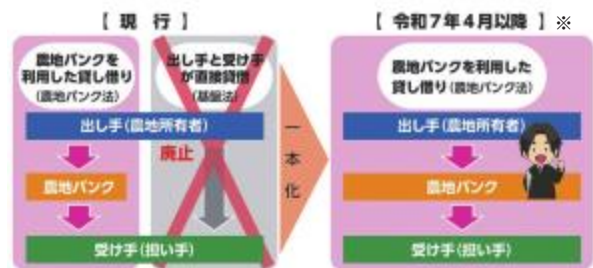 【 現 行 】
農地バンクを
利用した貸し借り
(農地バンク法)
出し手と受け手
が直接貸借
(基盤法)
出し手(農地所有者)
廃止
農地バンク
受け手(担い手)
一本化
【 令和7年4月以降 】※
農地バンクを利用した
貸し借り(農地バンク法)
出し手(農地所有者)
農地バンク
受け手(担い手)